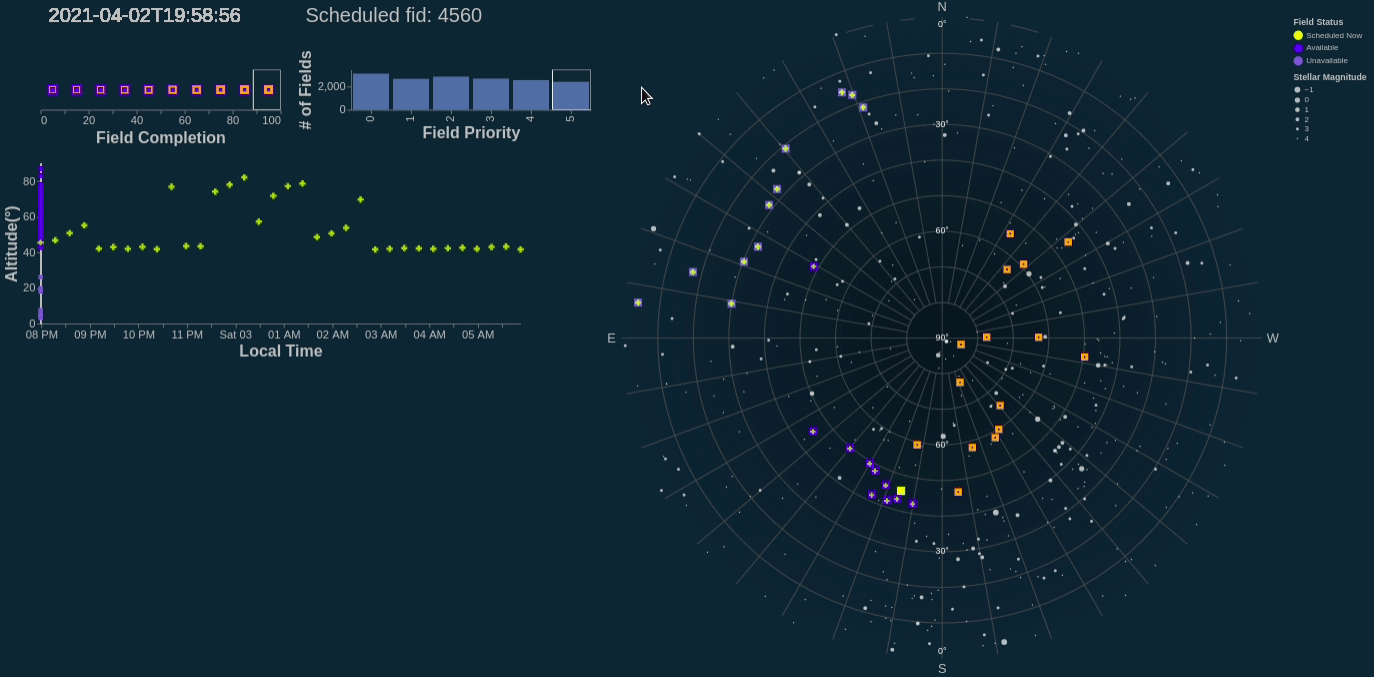 2021-04-02T19:58:56
Scheduled fid: 4560
0 20 40 60 80 100
Field Completion
# of Fields
2,000
0
0 1 2 3 4 5
Field Priority
Altitude(°)
80
60
40
20
0
08 PM 09 PM 10 PM 11 PM Sat 03 01 AM 02 AM 03 AM 04 AM 05 AM
Local Time
N
0°
-30°
60°
E
90°
W
60°
30°
0°
S
Field Status
Scheduled Now
Available
Unavailable
Stellar Magnitude
−1
0
1
2
3
4